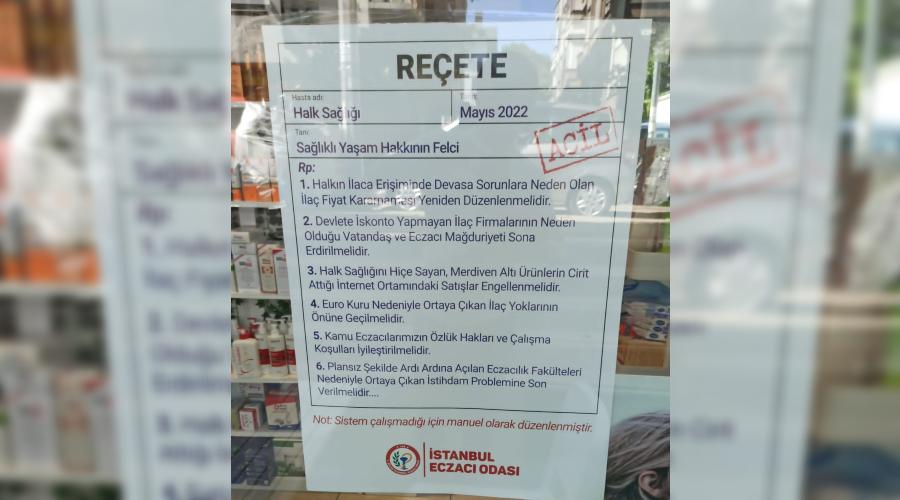 REÇETE
Hasta adı:
Halk Sağlığı
Mayıs 2022
Tanı:
Sağlıklı Yaşam Hakkının Felci
ACİL
Rp:
1. Halkın İlaca Erişiminde Devasa Sorunlara Neden Olan
İlaç Fiyat Kararnamesi Yeniden Düzenlenmelidir.
2. Devlete İskonto Yapmayan İlaç Firmalarının Neden
Olduğu Vatandaş ve Eczacı Mağduriyeti Sona
Erdirilmelidir.
3. Halk Sağlığını Hiçe Sayan, Merdiven Altı Ürünlerin Cirit
Attığı İnternet Ortamındaki Satışlar Engellenmelidir.
4. Euro Kuru Nedeniyle Ortaya Çıkan İlaç Yoklarının
Önüne Geçilmelidir.
5. Kamu Eczacılarımızın Özlük Hakları ve Çalışma
Koşulları İyileştirilmelidir.
6. Plansız Şekilde Ardı Ardına Açılan Eczacılık Fakülteleri
Nedeniyle Ortaya Çıkan İstihdam Problemine Son
Verilmelidir....
Not: Sistem çalışmadığı için manuel olarak düzenlenmiştir.
İSTANBUL
ECZACI ODASI